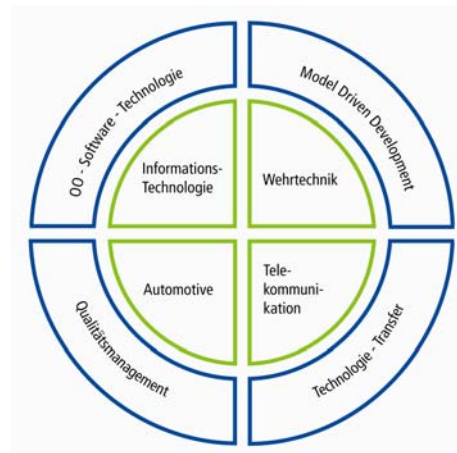 OO - Software - Technologie
Model Driven Development
Informations-
Technologie
Wehrtechnik
Automotive
Tele-
kommuni-
kation
Qualitätsmanagement
Technologie - Transfer